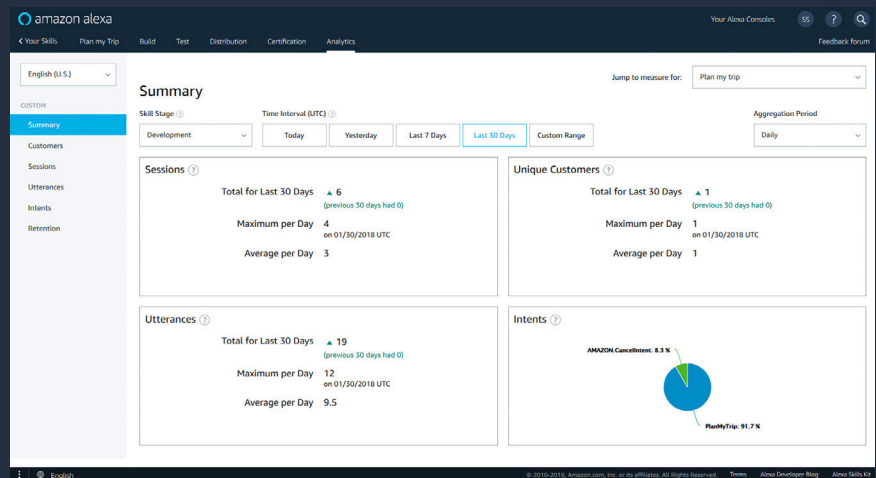 amazon alexa
Your Alexa Consoles SS ? 
Your Skills Plan my Trip Build Test Distribution Certification Analytics Feedback forum
English (U.S.)
Jump to measure for: Plan my trip
Summary
CUSTOM
Skill Stage ? Time Interval (UTC) ? Aggregation Period
Summary
Development Today Yesterday Last 7 Days Last 30 Days Custom Range Daily
Customers
Sessions
Utterances
Intents
Retention
Sessions ?
Total for Last 30 Days 6
(previous 30 days had 0)
Maximum per Day 4
on 01/30/2018 UTC
Average per Day 3
Unique Customers ?
Total for Last 30 Days 1
(previous 30 days had 0)
Maximum per Day 1
on 01/30/2018 UTC
Average per Day 1
Utterances ?
Total for Last 30 Days 19
(previous 30 days had 0)
Maximum per Day 12
on 01/30/2018 UTC
Average per Day 9.5
Intents ?
AMAZON.CancelIntent: 8.3 %
PlanMyTrip: 91.7 %
English © 2010-2018, Amazon.com, Inc. or its affiliates. All Rights Reserved. Terms Alexa Developer Blog Alexa Skills Kit